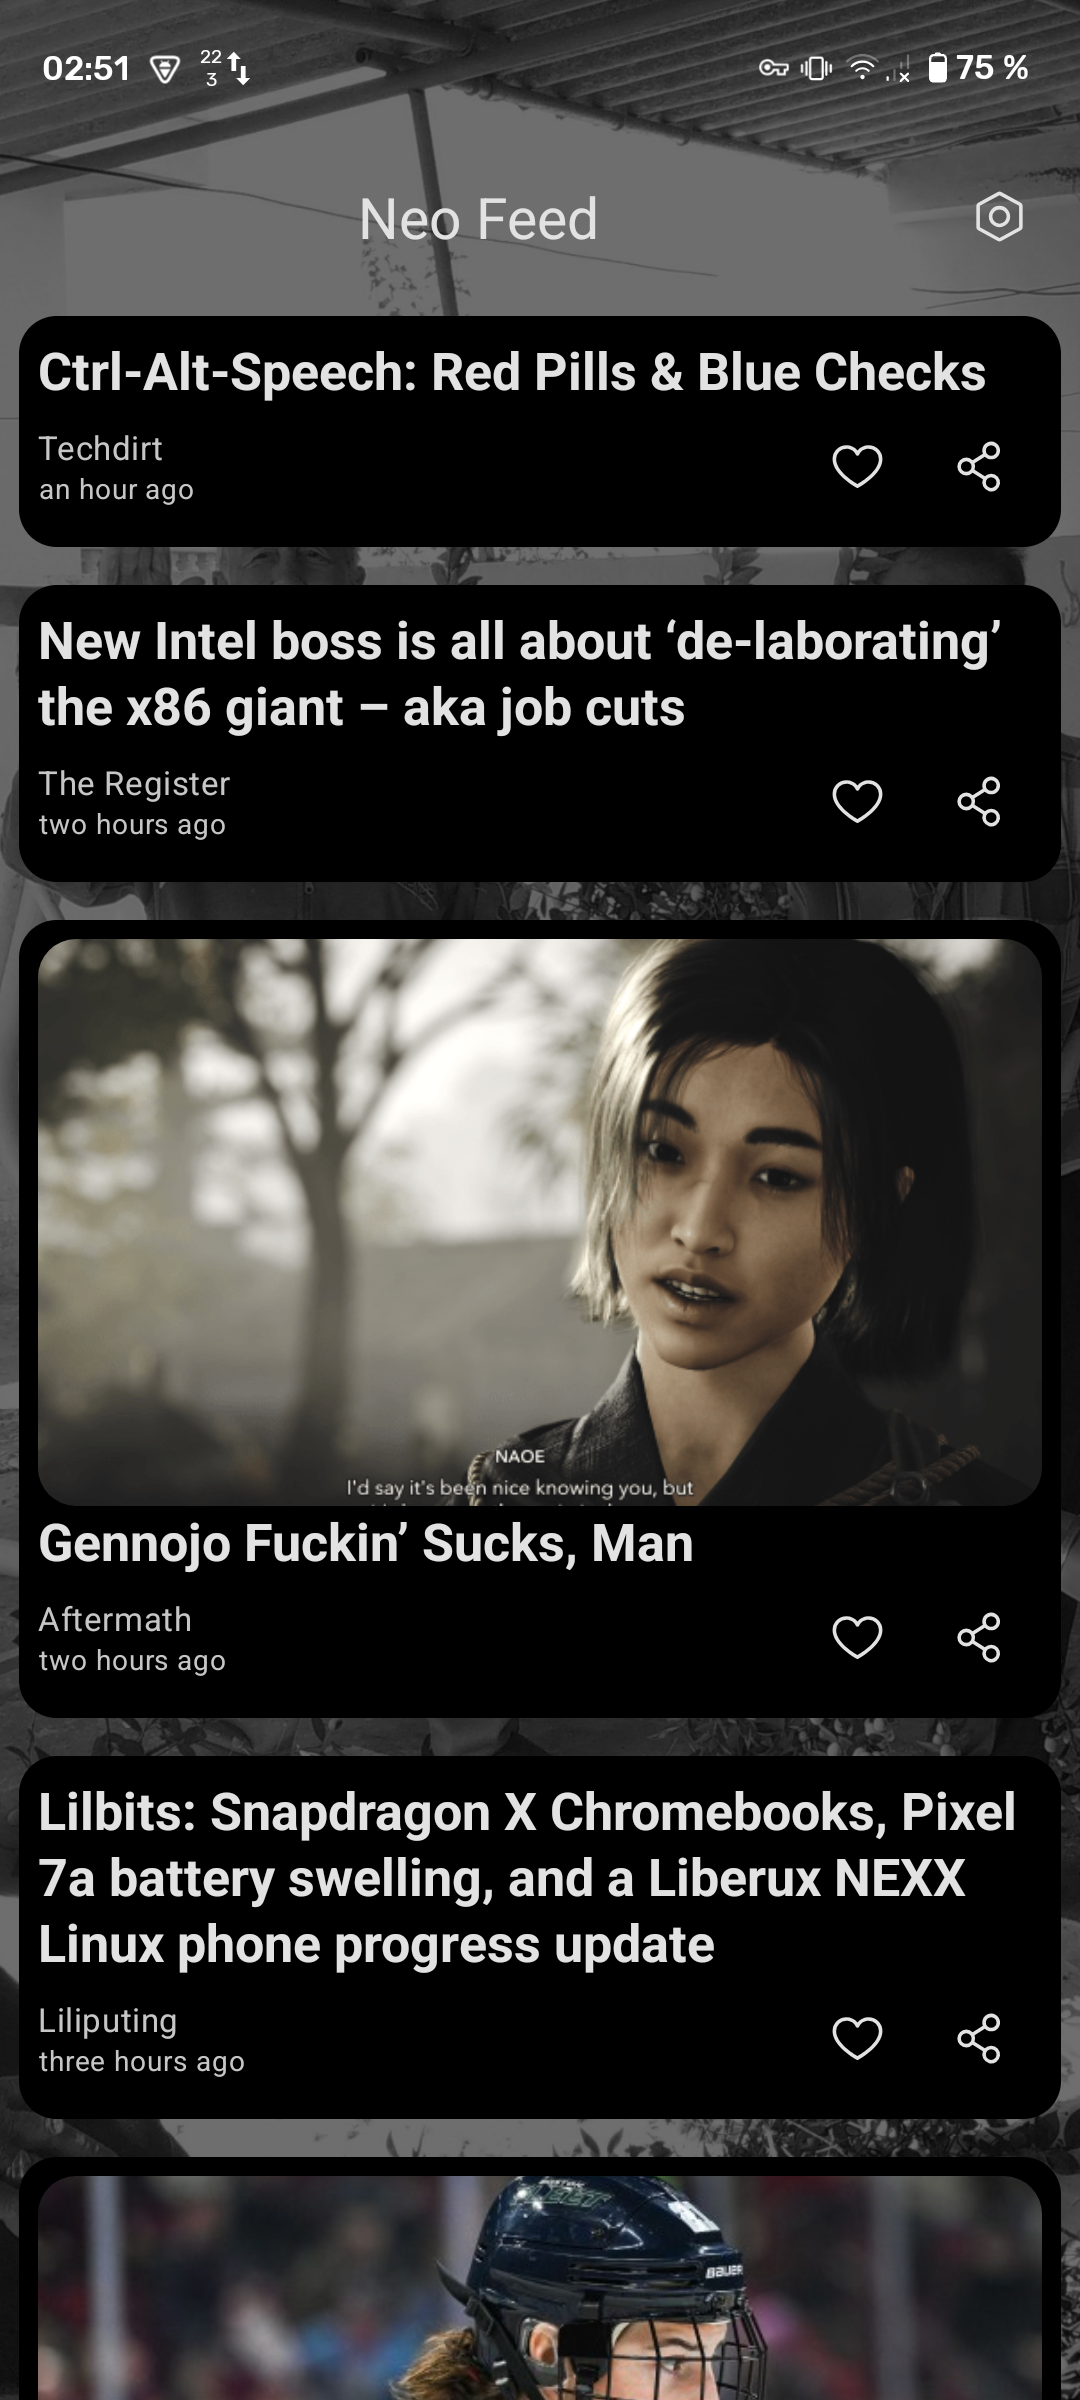 02:51
22
3
75 %
Neo Feed
Ctrl-Alt-Speech: Red Pills & Blue Checks
Techdirt
an hour ago
New Intel boss is all about ‘de-laborating’
the x86 giant – aka job cuts
The Register
two hours ago
NAOE
I'd say it's been nice knowing you, but
Gennojo Fuckin’ Sucks, Man
Aftermath
two hours ago
Lilbits: Snapdragon X Chromebooks, Pixel
7a battery swelling, and a Liberux NEXX
Linux phone progress update
Liliputing
three hours ago
BOSTON
FLEET
BAUER